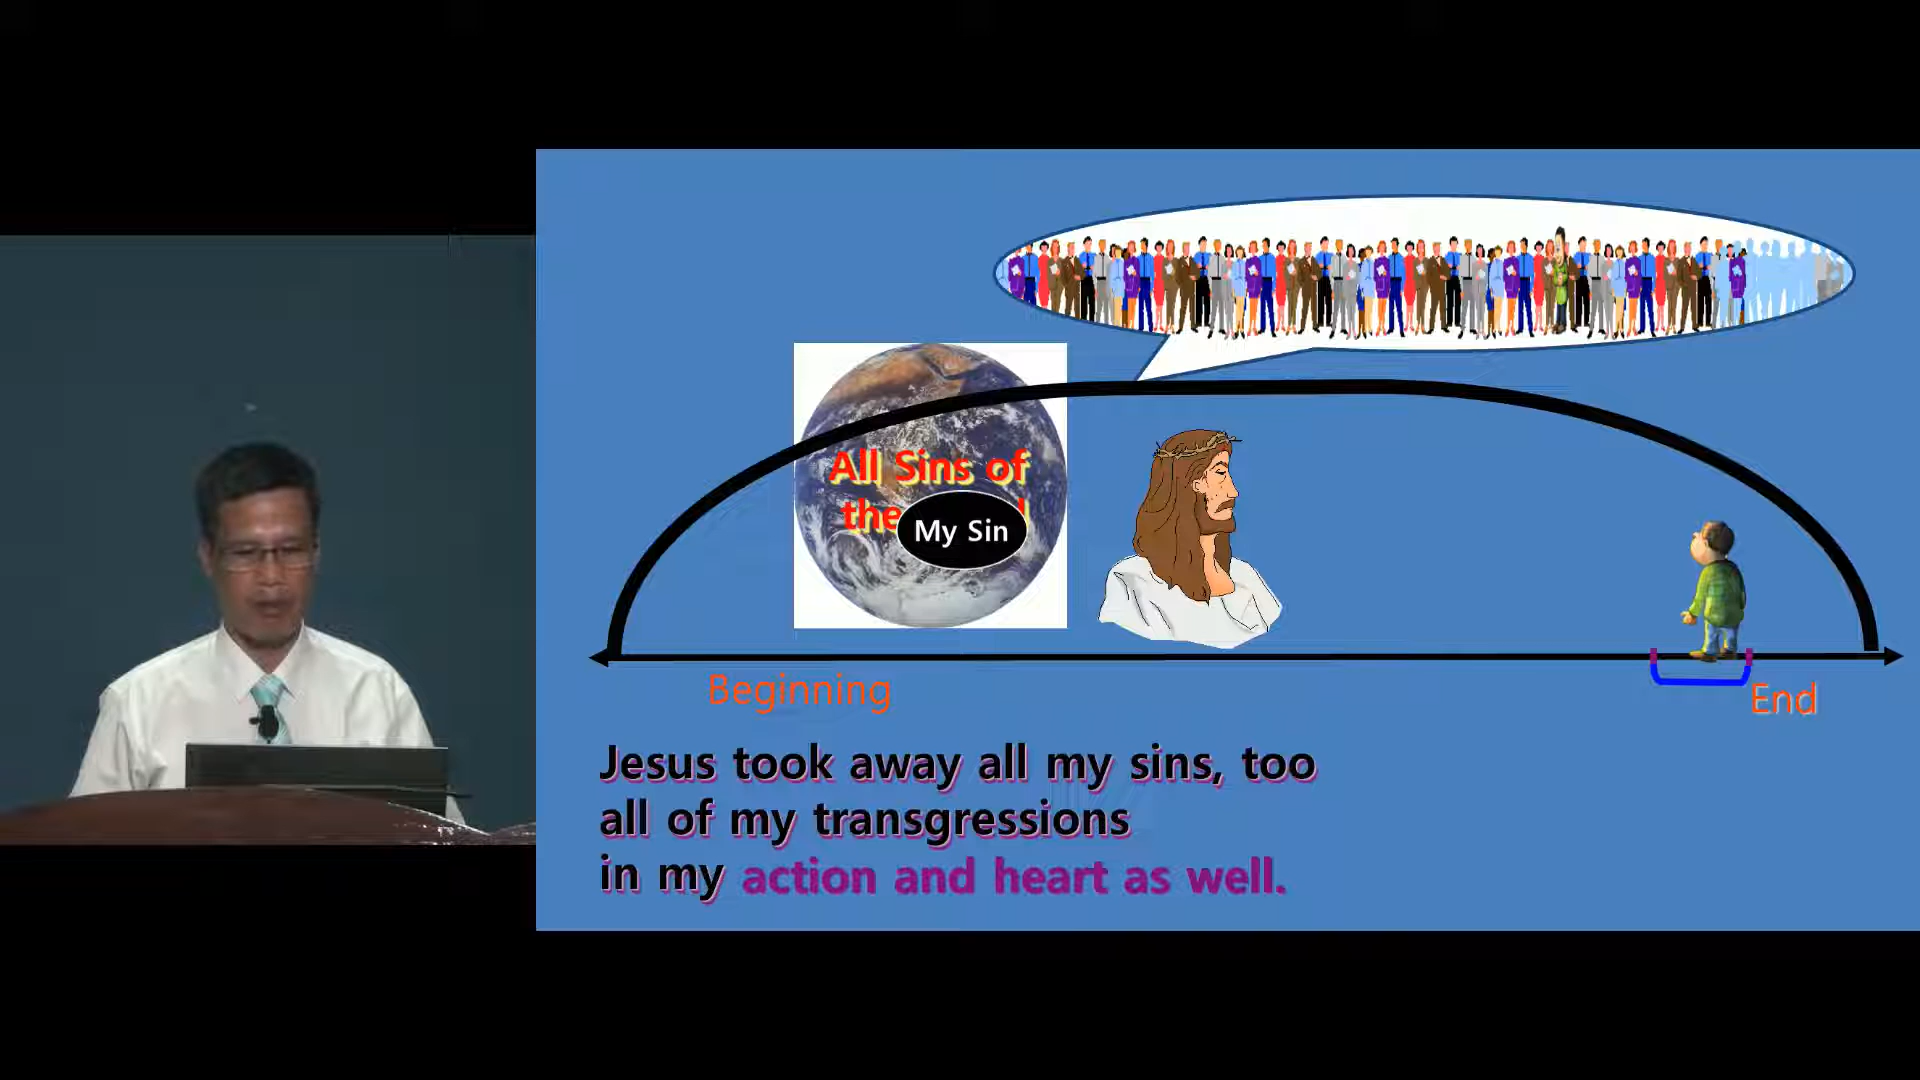 All Sins of
the
My Sin
Beginning
End
Jesus took away all my sins, too
all of my transgressions
in my action and heart as well.